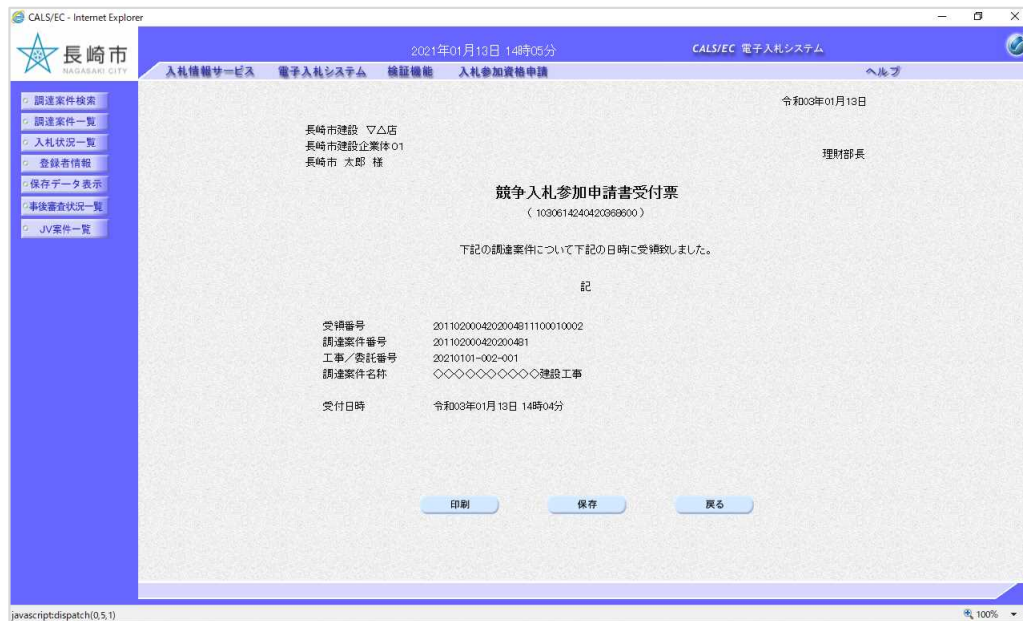 CALS/EC - Internet Explorer
長崎市
NAGASAKI CITY
2021年01月13日 14時05分
CALS/EC 電子入札システム
入札情報サービス 電子入札システム 検証機能 入札参加資格申請 ヘルプ
調達案件検索
調達案件一覧
入札状況一覧
登録者情報
保存データ表示
事後審査状況一覧
JV案件一覧
令和03年01月13日
長崎市建設 ▽△店
長崎市建設企業体01
長崎市 太郎 様
理財部長
競争入札参加申請書受付票
（ 1030614240420368600 ）
下記の調達案件について下記の日時に受領致しました。
記
受領番号 2011020004202004811100010002
調達案件番号 201102000420200481
工事／委託番号 20210101-002-001
調達案件名称 ◇◇◇◇◇◇◇◇◇◇建設工事
受付日時 令和03年01月13日 14時04分
印刷 保存 戻る
javascript:dispatch(0,5,1)
100%